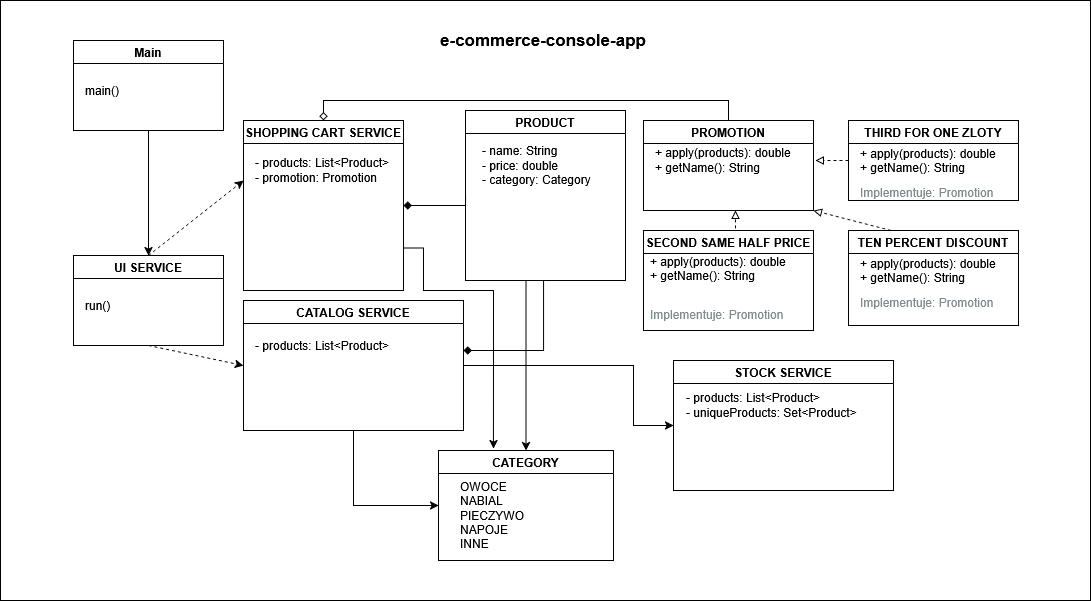 e-commerce-console-app
Main
main()
SHOPPING CART SERVICE
- products: List<Product>
- promotion: Promotion
PRODUCT
- name: String
- price: double
- category: Category
PROMOTION
+ apply(products): double
+ getName(): String
THIRD FOR ONE ZLOTY
+ apply(products): double
+ getName(): String
Implementuje: Promotion
UI SERVICE
run()
SECOND SAME HALF PRICE
+ apply(products): double
+ getName(): String
Implementuje: Promotion
TEN PERCENT DISCOUNT
+ apply(products): double
+ getName(): String
Implementuje: Promotion
CATALOG SERVICE
- products: List<Product>
STOCK SERVICE
- products: List<Product>
- uniqueProducts: Set<Product>
CATEGORY
OWOCE
NABIAL
PIECZYWO
NAPOJE
INNE